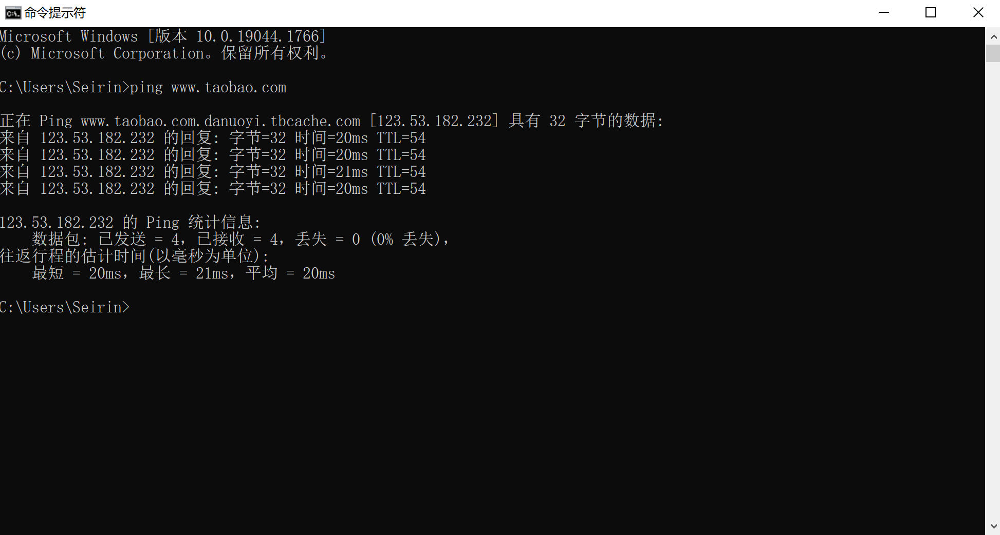 命令提示符
Microsoft Windows [版本 10.0.19044.1766]
(c) Microsoft Corporation。保留所有权利。
C:\Users\Seirin>ping www.taobao.com
正在 Ping www.taobao.com.danuoyi.tbcache.com [123.53.182.232] 具有 32 字节的数据:
来自 123.53.182.232 的回复: 字节=32 时间=20ms TTL=54
来自 123.53.182.232 的回复: 字节=32 时间=20ms TTL=54
来自 123.53.182.232 的回复: 字节=32 时间=21ms TTL=54
来自 123.53.182.232 的回复: 字节=32 时间=20ms TTL=54
123.53.182.232 的 Ping 统计信息:
    数据包: 已发送 = 4，已接收 = 4，丢失 = 0 (0% 丢失)，
往返行程的估计时间(以毫秒为单位):
    最短 = 20ms，最长 = 21ms，平均 = 20ms
C:\Users\Seirin>